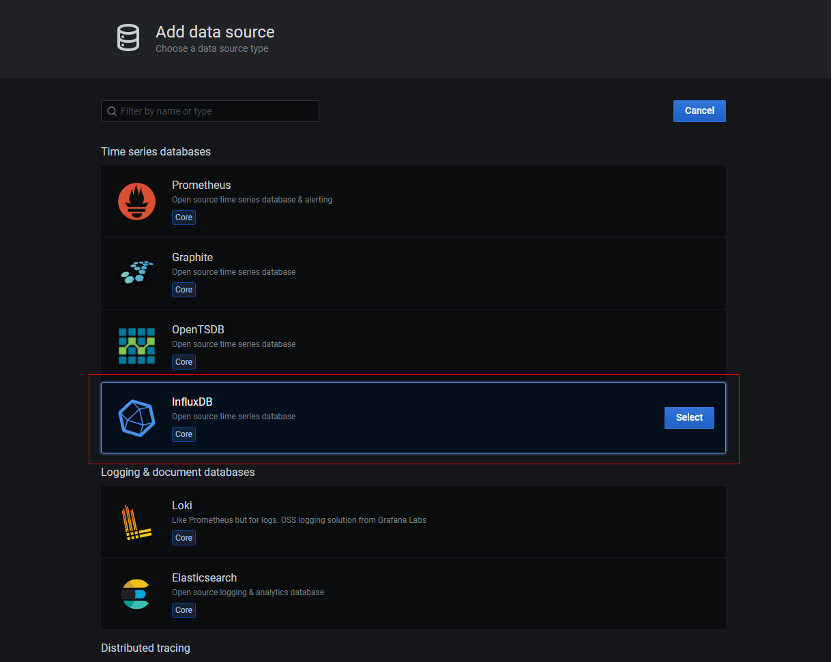 Add data source
Choose a data source type
Filter by name or type
Cancel
Time series databases
Prometheus
Open source time series database & alerting
Core
Graphite
Open source time series database
Core
OpenTSDB
Open source time series database
Core
InfluxDB
Open source time series database
Core
Select
Logging & document databases
Loki
Like Prometheus but for logs. OSS logging solution from Grafana Labs
Core
Elasticsearch
Open source logging & analytics database
Core
Distributed tracing